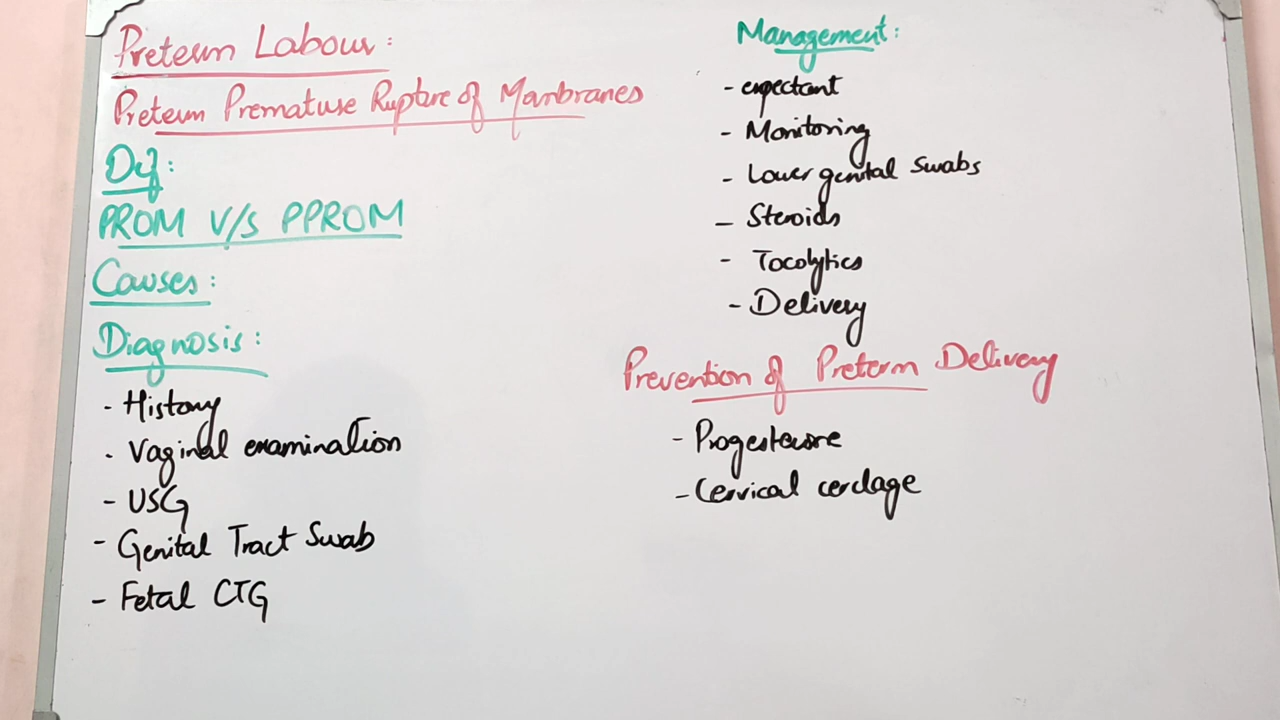 Preterm Labour:
Preterm Premature Rupture of Manbranes
Def:
PROM V/S PPROM
Causes:
Diagnosis:
- History
- Vaginal examination
- USG
- Genital Tract Swab
- Fetal CTG
Management:
- expectant
- Monitoring
- Lower genital swabs
- Steroids
- Tocolytics
- Delivery
Prevention of Preterm Delivery
- Progesterone
- Cervical cerclage